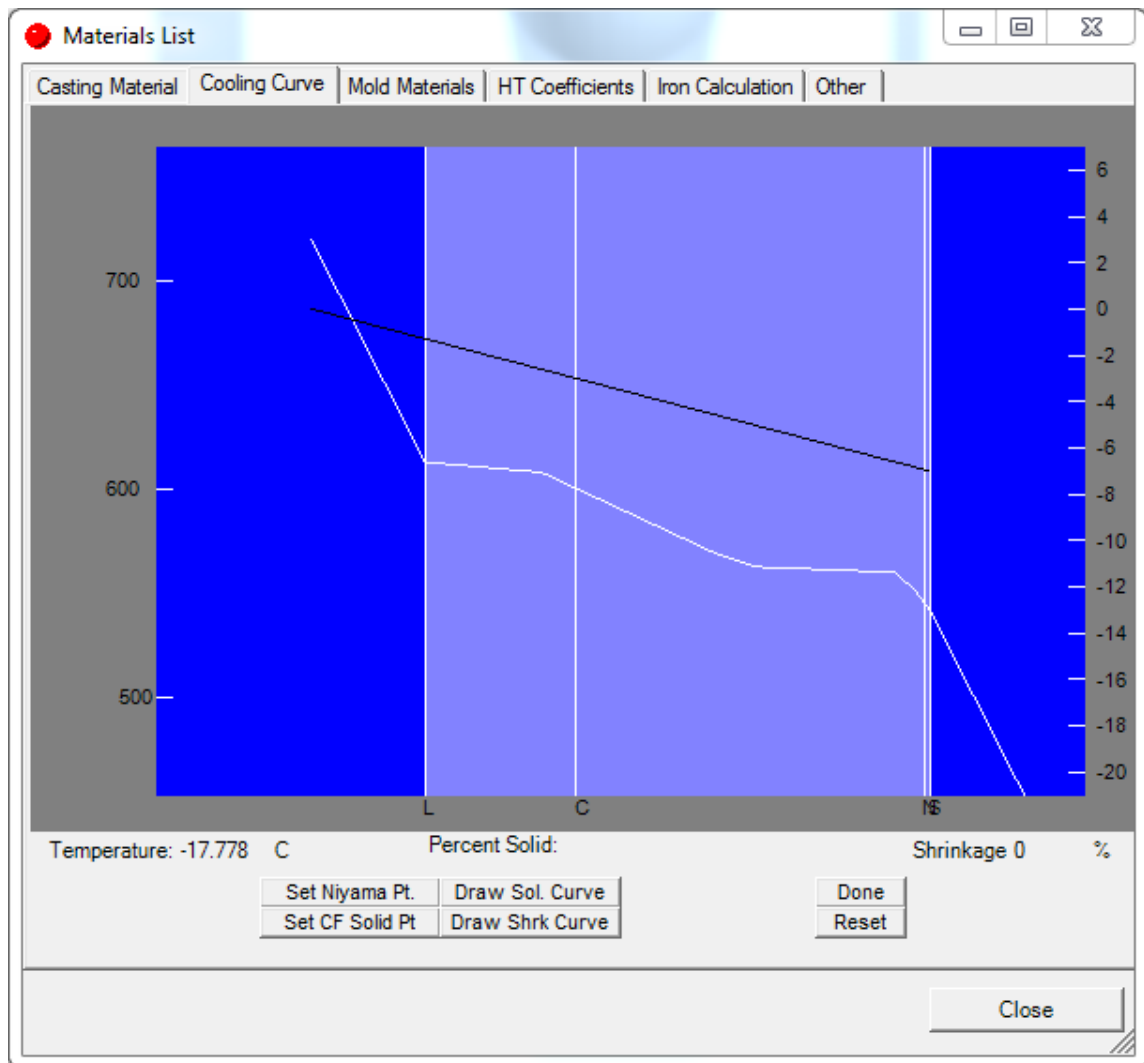 Materials List
Casting Material Cooling Curve Mold Materials HT Coefficients Iron Calculation Other
6
4
2
700
0
-2
-4
-6
600
-8
-10
-12
-14
-16
500
-18
-20
L C N S
Temperature: -17.778 C Percent Solid: Shrinkage 0 %
Set Niyama Pt. Draw Sol. Curve Done
Set CF Solid Pt Draw Shrk Curve Reset
Close